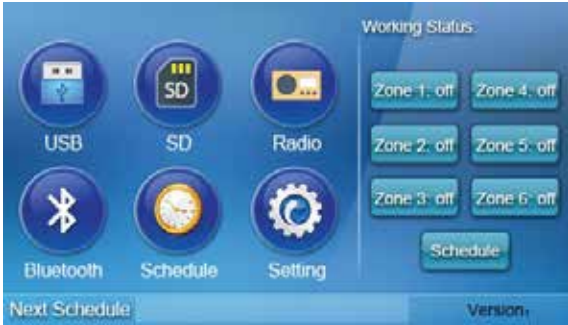 Working Status:
Zone 1: off Zone 4: off
SD
USB SD Radio
Zone 2: off Zone 5: off
Zone 3: off Zone 6: off
Schedule
Bluetooth Schedule Setting
Next Schedule
Version: